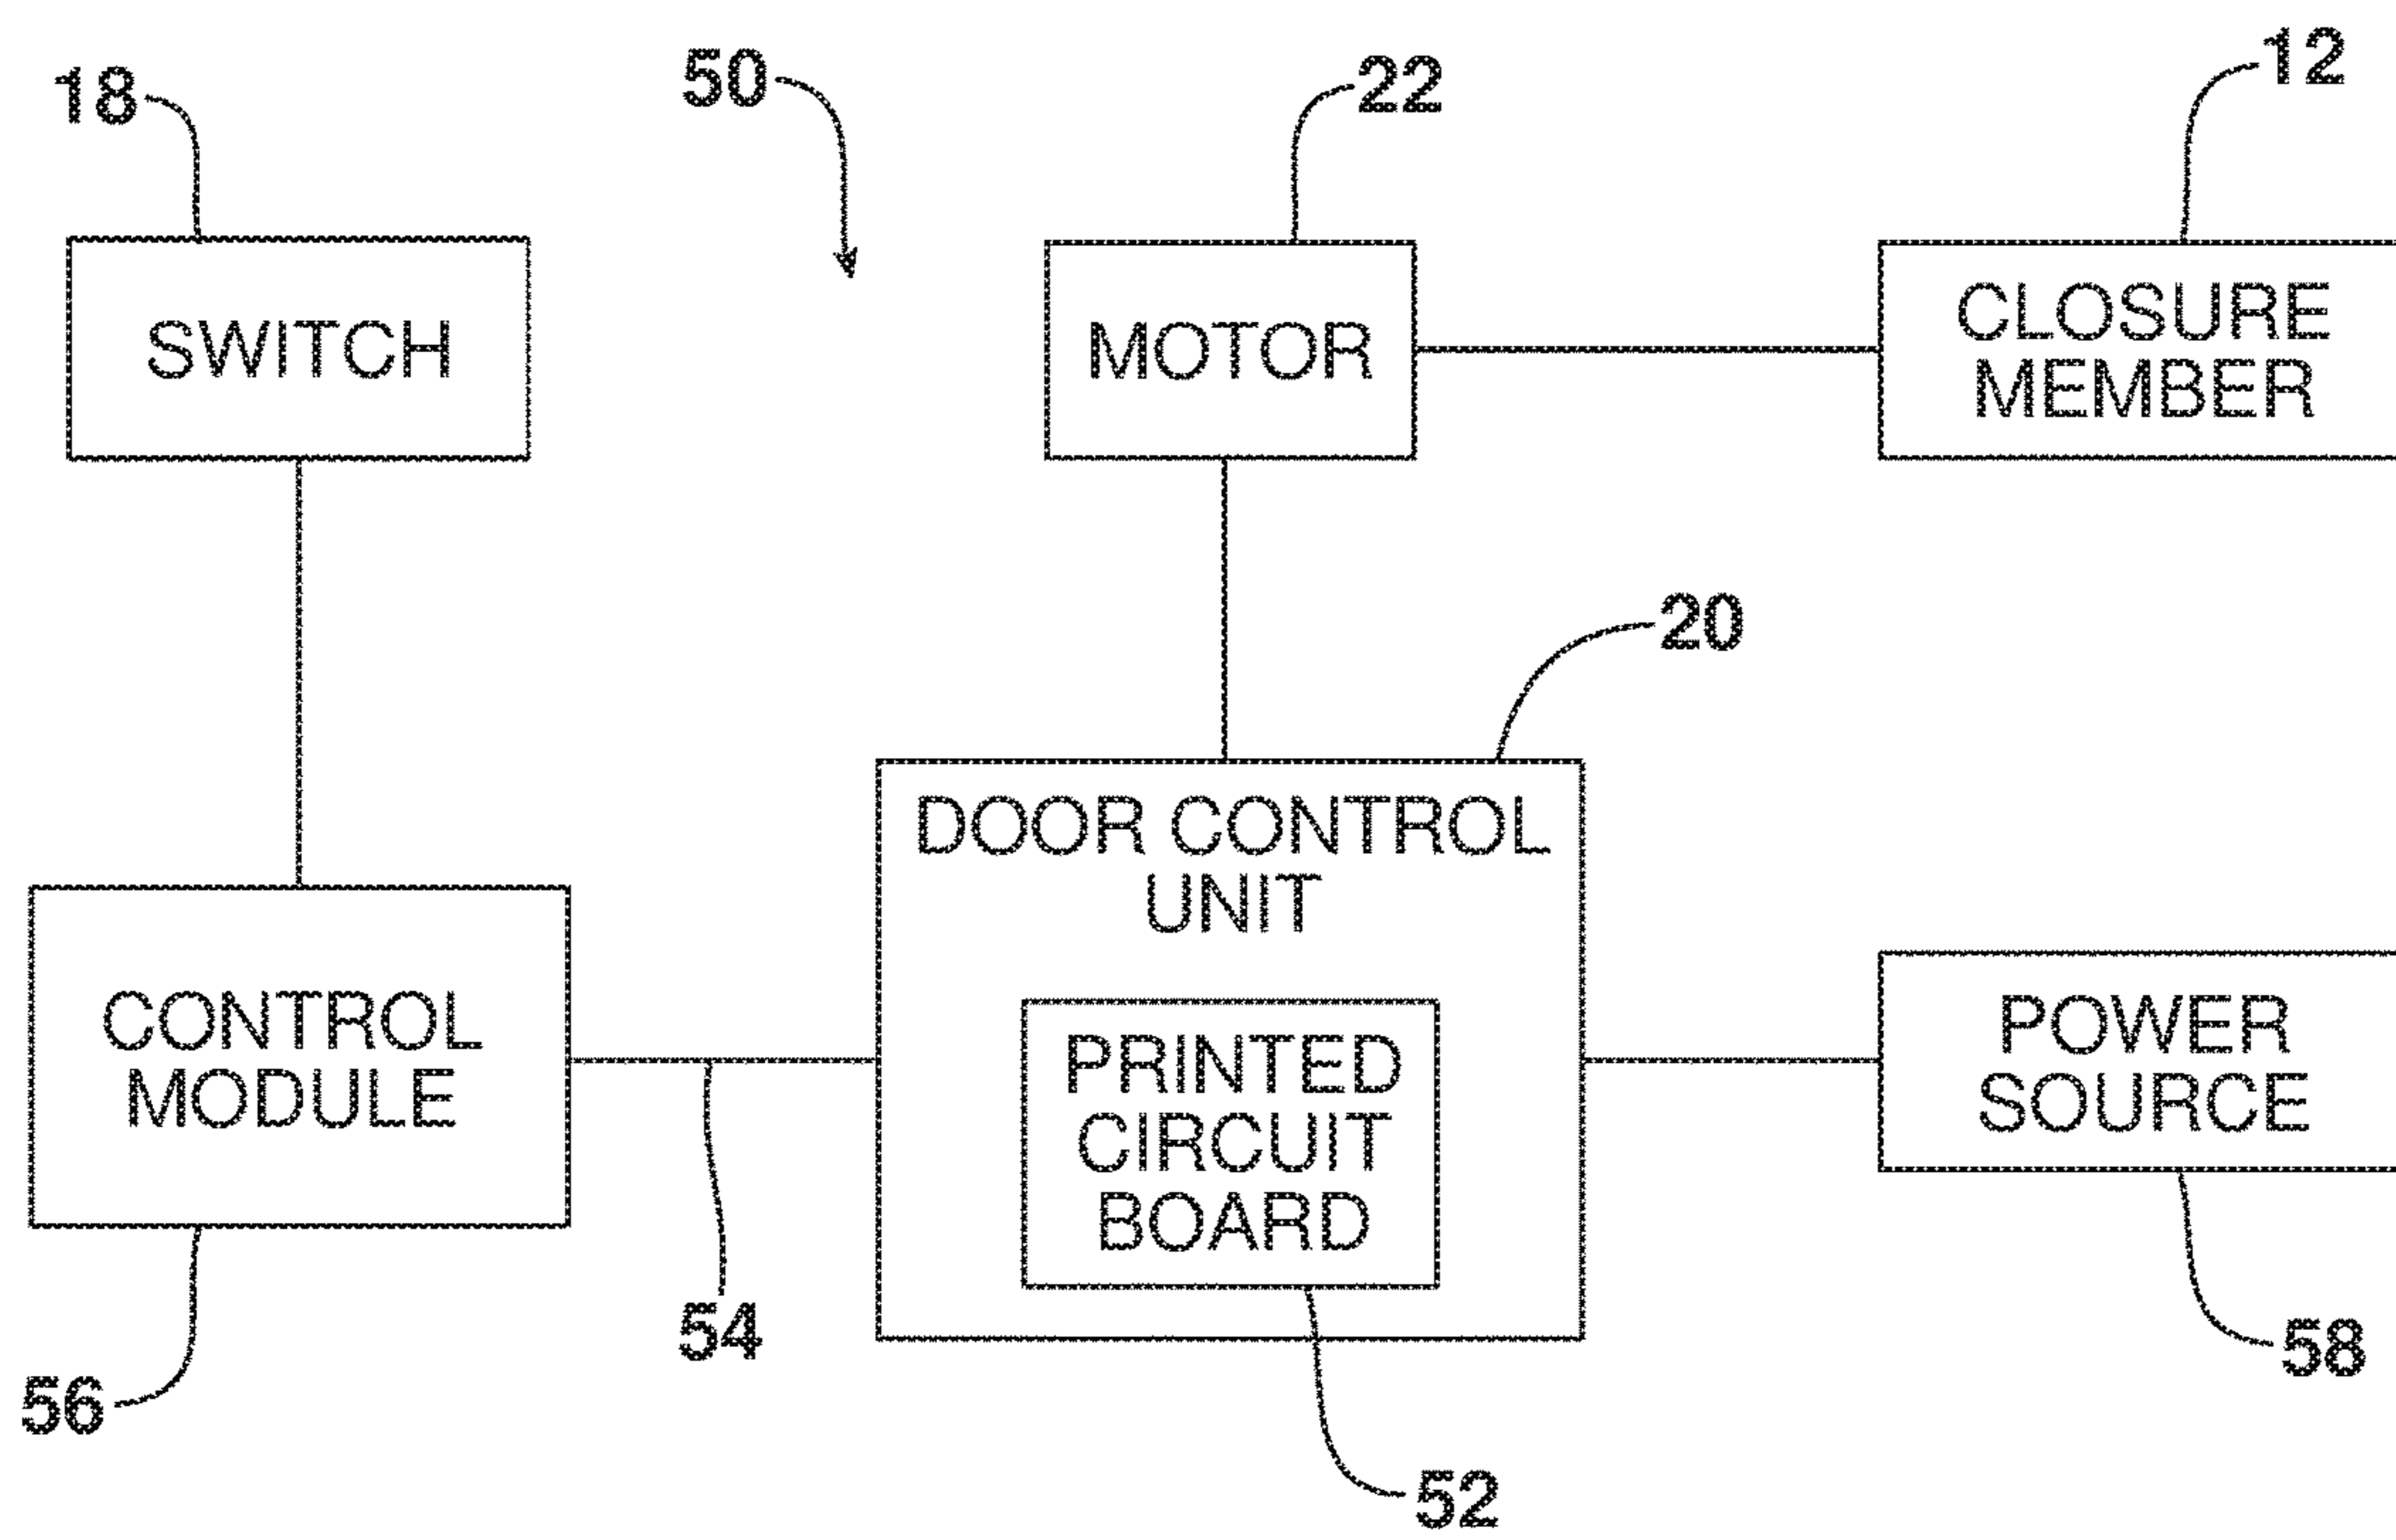 18
50
22
12
SWITCH
MOTOR
CLOSURE
MEMBER
20
DOOR CONTROL
UNIT
CONTROL
MODULE
PRINTED
CIRCUIT
BOARD
POWER
SOURCE
54
56
58
52